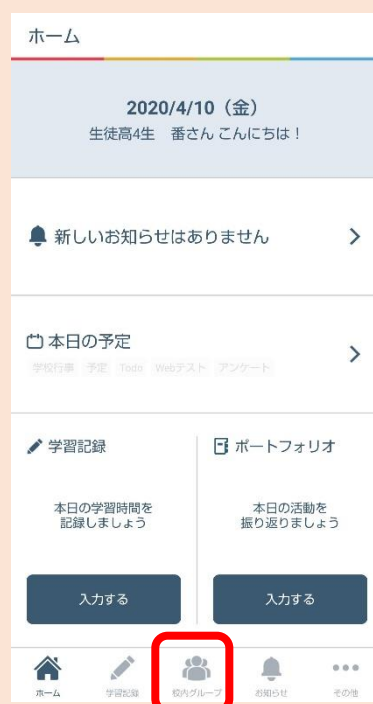 ホーム
2020/4/10（金）
生徒高4生　番さん こんにちは！
新しいお知らせはありません
本日の予定
学校行事 予定 Todo Webテスト アンケート
学習記録
本日の学習時間を
記録しましょう
入力する
ポートフォリオ
本日の活動を
振り返りましょう
入力する
ホーム 学習記録 校内グループ お知らせ その他